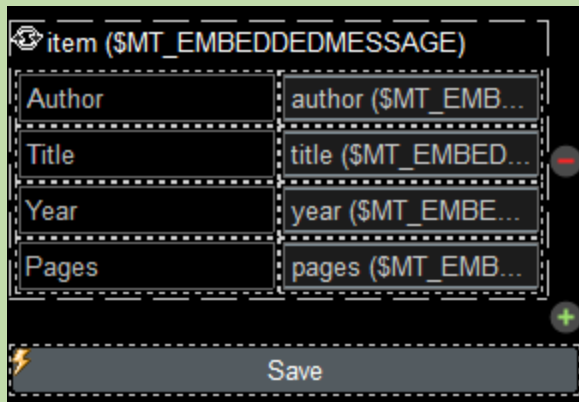 item ($MT_EMBEDDEDMESSAGE)
Author author ($MT_EMB...
Title title ($MT_EMBED...
Year year ($MT_EMBE...
Pages pages ($MT_EMB...
Save